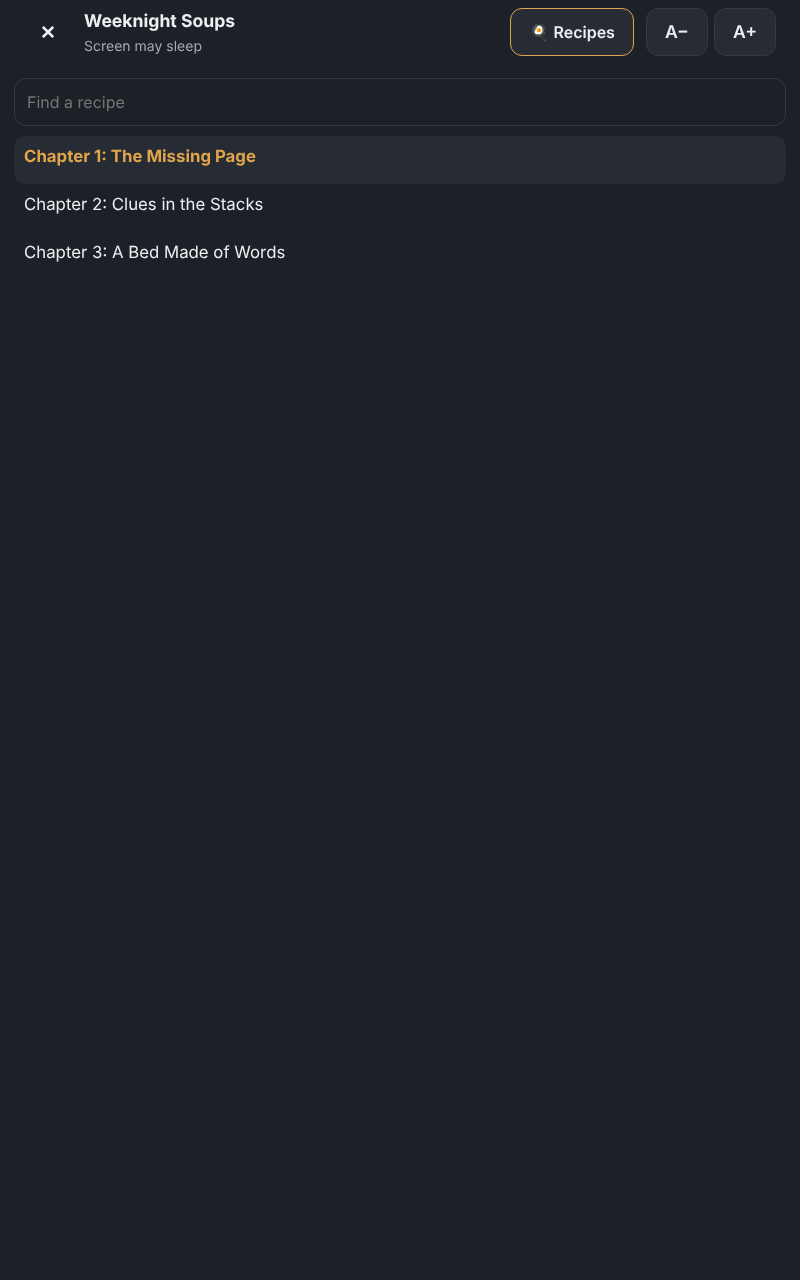 ✕
Weeknight Soups
Screen may sleep
🍳 Recipes
A−
A+
Find a recipe
Chapter 1: The Missing Page
Chapter 2: Clues in the Stacks
Chapter 3: A Bed Made of Words